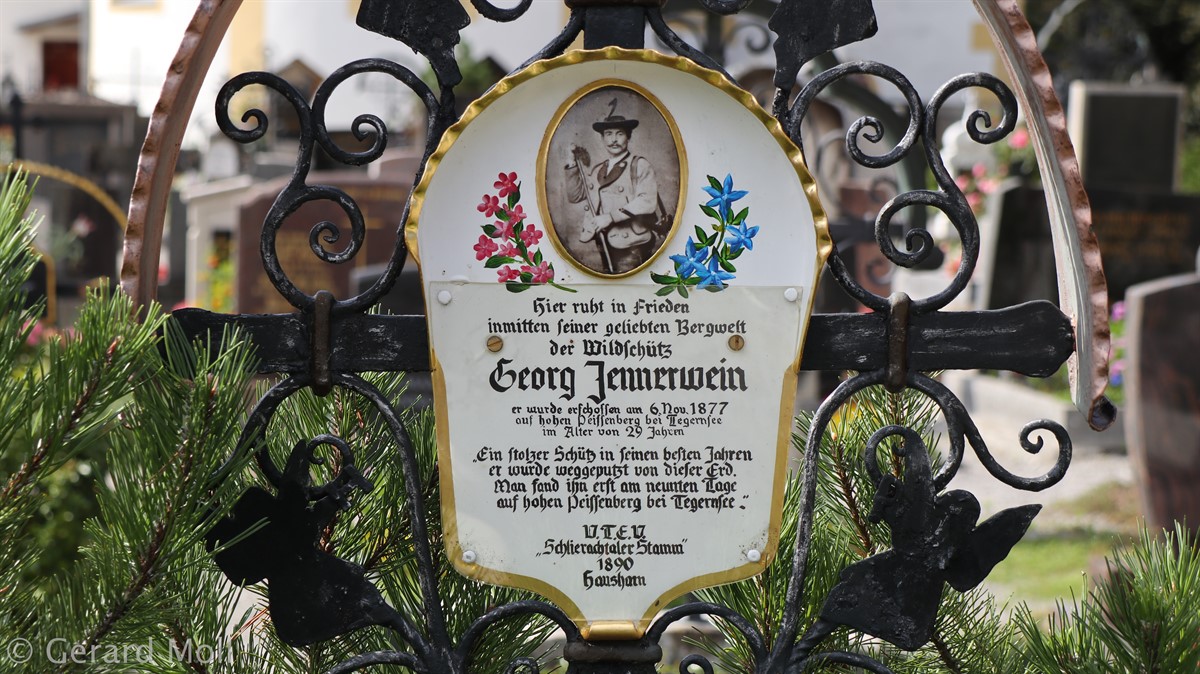 Hier ruht in Frieden
inmitten seiner geliebten Bergwelt
der Wildschütz
Georg Jennerwein
er wurde erschossen am 6. Nov. 1877
auf hohen Peissenberg bei Tegernsee
im Alter von 29 Jahren
„Ein stolzer Schütz in seinen besten Jahren
er wurde weggeputzt von dieser Erd.
Man fand ihn erst am neunten Tage
auf hohen Peissenberg bei Tegernsee."
V.T.E.V.
„Schlierachtaler Stamm"
1890
Hausham
© Gerard Moll